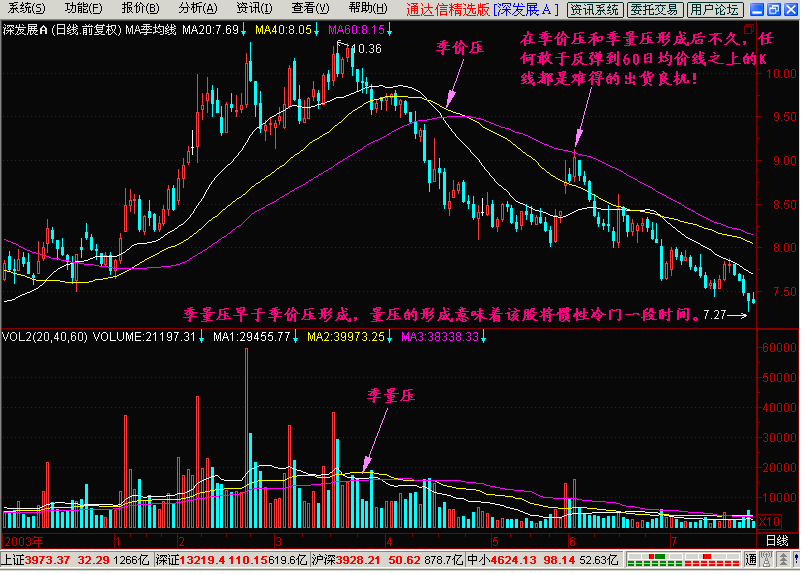 系统(S) 功能(F) 报价(B) 分析(A) 资讯(I) 查看(V) 帮助(H) 通达信精选版 [深发展A] 资讯系统 委托交易 用户论坛
深发展A (日线.前复权) MA季均线 MA20:7.69↓ MA40:8.05↓ MA60:8.15↓
10.36
季价压
在季价压和季量压形成后不久，任
何敢于反弹到60日均价线之上的K
线都是难得的出货良机！
10.00
9.50
9.00
8.50
8.00
7.50
季量压早于季价压形成，量压的形成意味着该股将惯性冷门一段时间。
7.27
VOL2(20,40,60) VOLUME:21197.31↓ MA1:29455.77↓ MA2:39973.25↓ MA3:38338.33↓
季量压
60000
50000
40000
30000
20000
10000
X10
2003年 1 2 3 4 5 6 7 日线
上证3973.37 32.29 1266亿 深证13219.4 110.15 619.6亿 沪深3928.21 50.62 878.7亿 中小4624.13 98.14 52.63亿 通